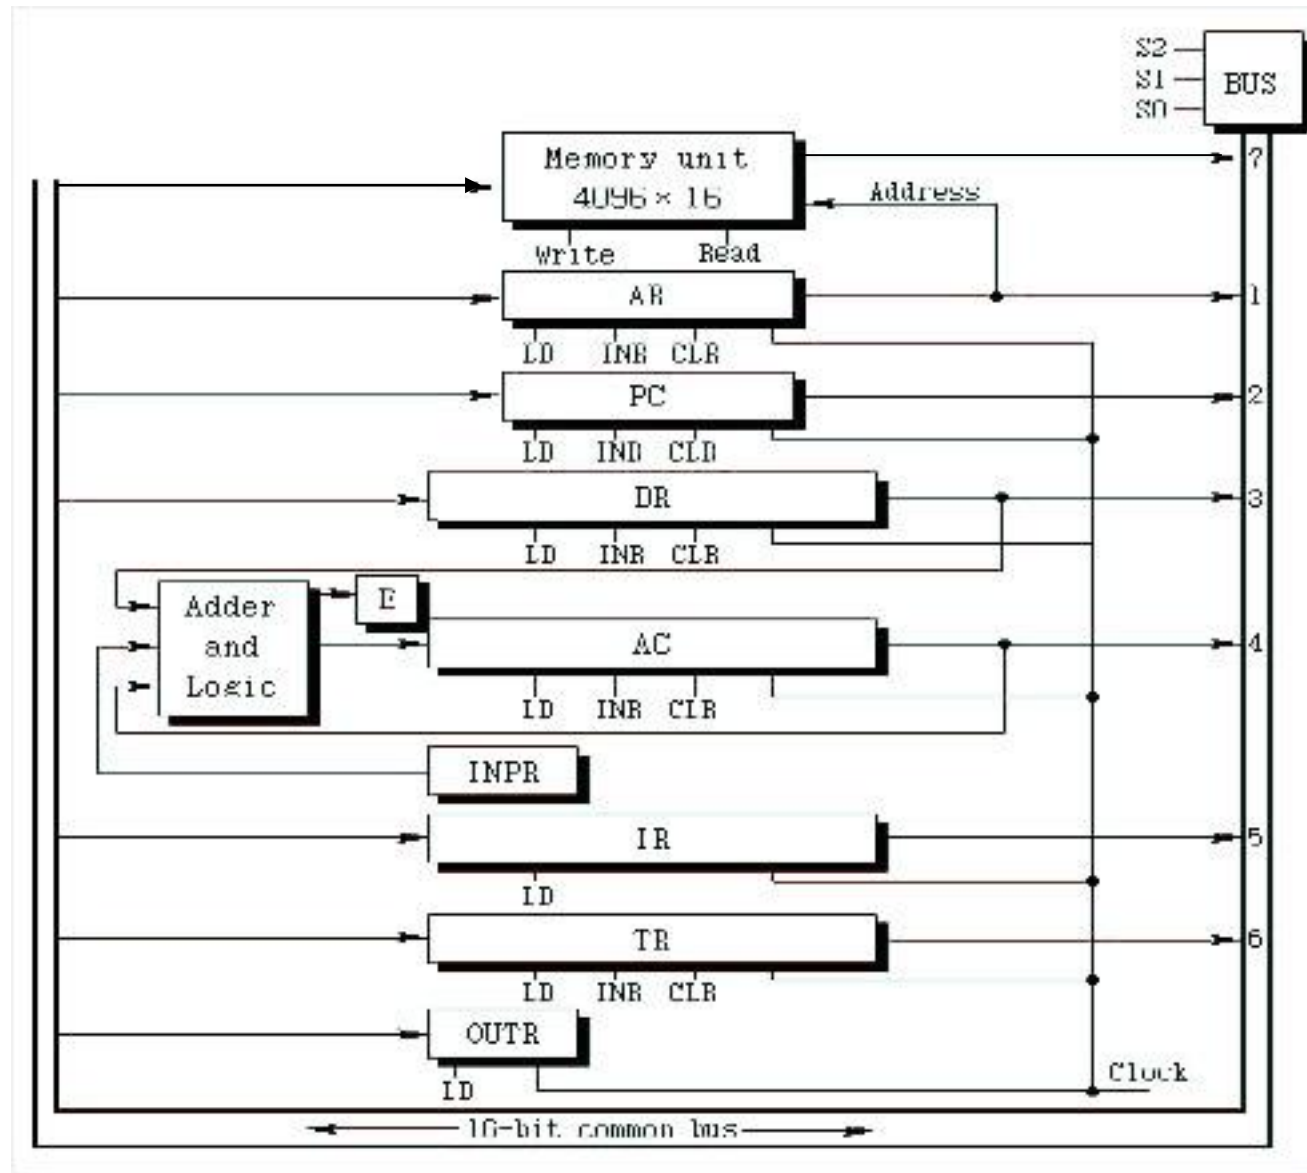 S2
S1
S0
BUS
Memory unit
4096 × 16
7
Address
Write Read
AR
1
LD INR CLR
PC
2
LD IND CLD
DR
3
LD INR CLR
Adder
and
Logic
E
AC
4
LD INR CLR
INPR
IR
5
LD
TR
6
LD INR CLR
OUTR
LD
Clock
16-bit common bus